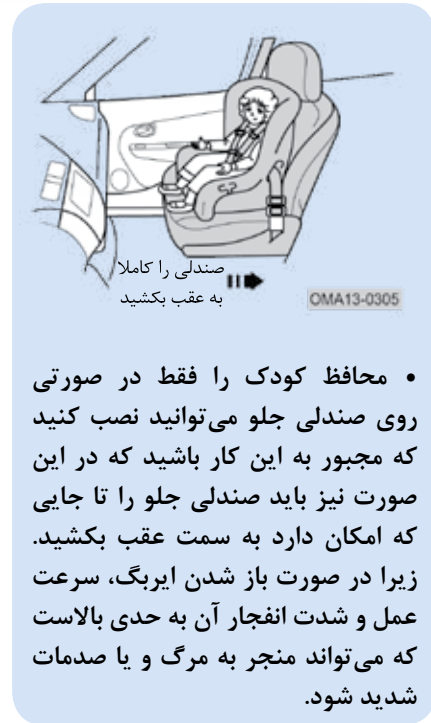 صندلی را کاملا
به عقب بکشید
OMA13-0305
• محافظ کودک را فقط در صورتی
روی صندلی جلو می‌توانید نصب کنید
که مجبور به این کار باشید که در این
صورت نیز باید صندلی جلو را تا جایی
که امکان دارد به سمت عقب بکشید.
زیرا در صورت باز شدن ایربگ، سرعت
عمل و شدت انفجار آن به حدی بالاست
که می‌تواند منجر به مرگ و یا صدمات
شدید شود.